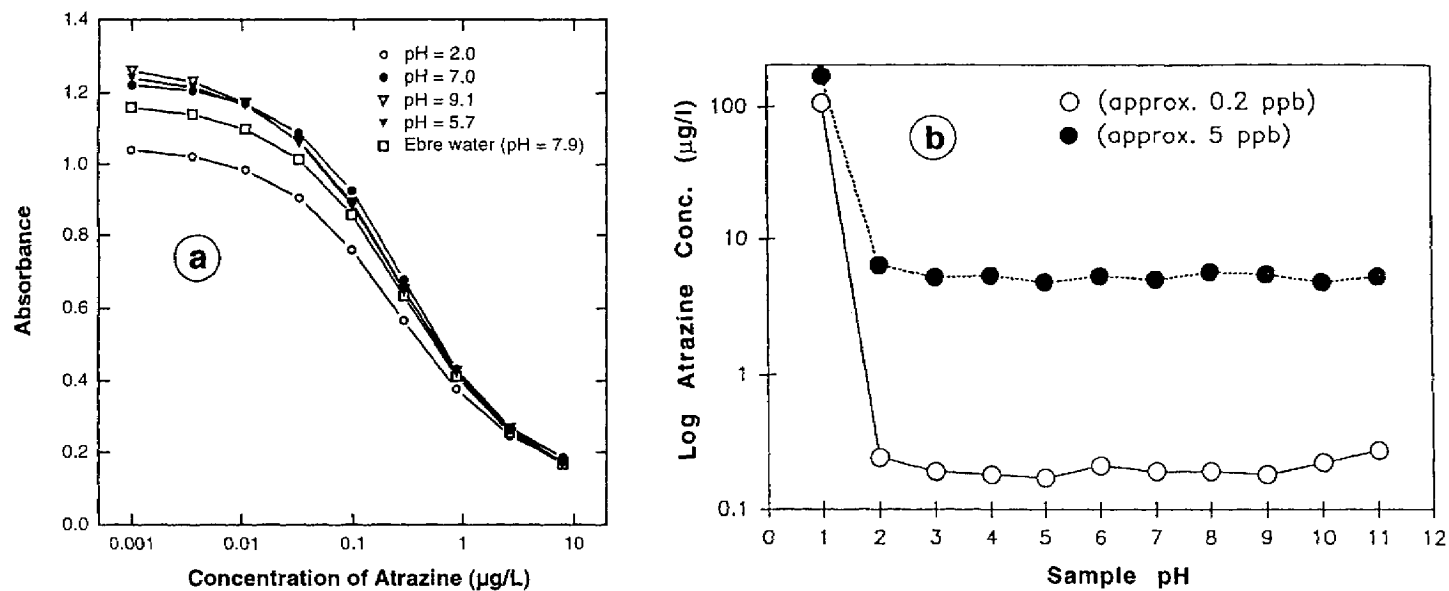 1.4
1.2
1.0
0.8
0.6
0.4
0.2
0.0
Absorbance
pH = 2.0
pH = 7.0
pH = 9.1
pH = 5.7
Ebre water (pH = 7.9)
a
0.001
0.01
0.1
1
10
Concentration of Atrazine (µg/L)
100
10
1
0.1
Log Atrazine Conc. (µg/l)
(approx. 0.2 ppb)
(approx. 5 ppb)
b
0 1 2 3 4 5 6 7 8 9 10 11 12
Sample pH